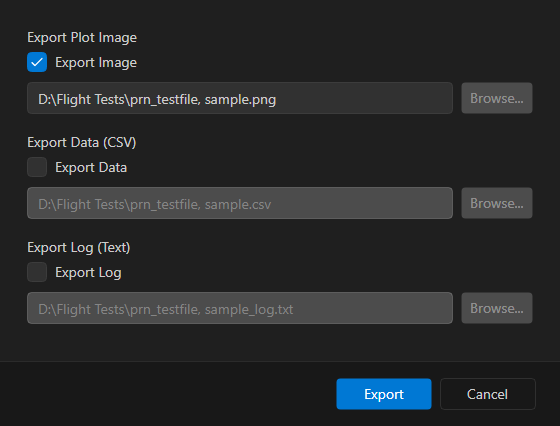 Export Plot Image
Export Image
D:\Flight Tests\prn_testfile, sample.png
Browse...
Export Data (CSV)
Export Data
D:\Flight Tests\prn_testfile, sample.csv
Browse...
Export Log (Text)
Export Log
D:\Flight Tests\prn_testfile, sample_log.txt
Browse...
Export
Cancel